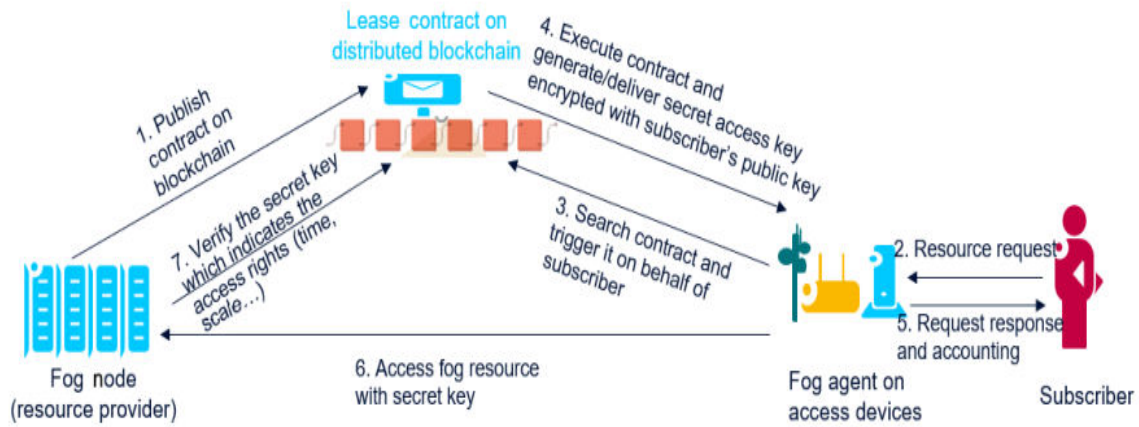 Lease contract on
distributed blockchain
1. Publish
contract on
blockchain
4. Execute contract and
generate/deliver secret access key
encrypted with subscriber's public key
7. Verify the secret key
which indicates the
access rights (time,
scale...)
3. Search contract and
trigger it on behalf of
subscriber
2. Resource request
5. Request response
and accounting
6. Access fog resource
with secret key
Fog node
(resource provider)
Fog agent on
access devices
Subscriber